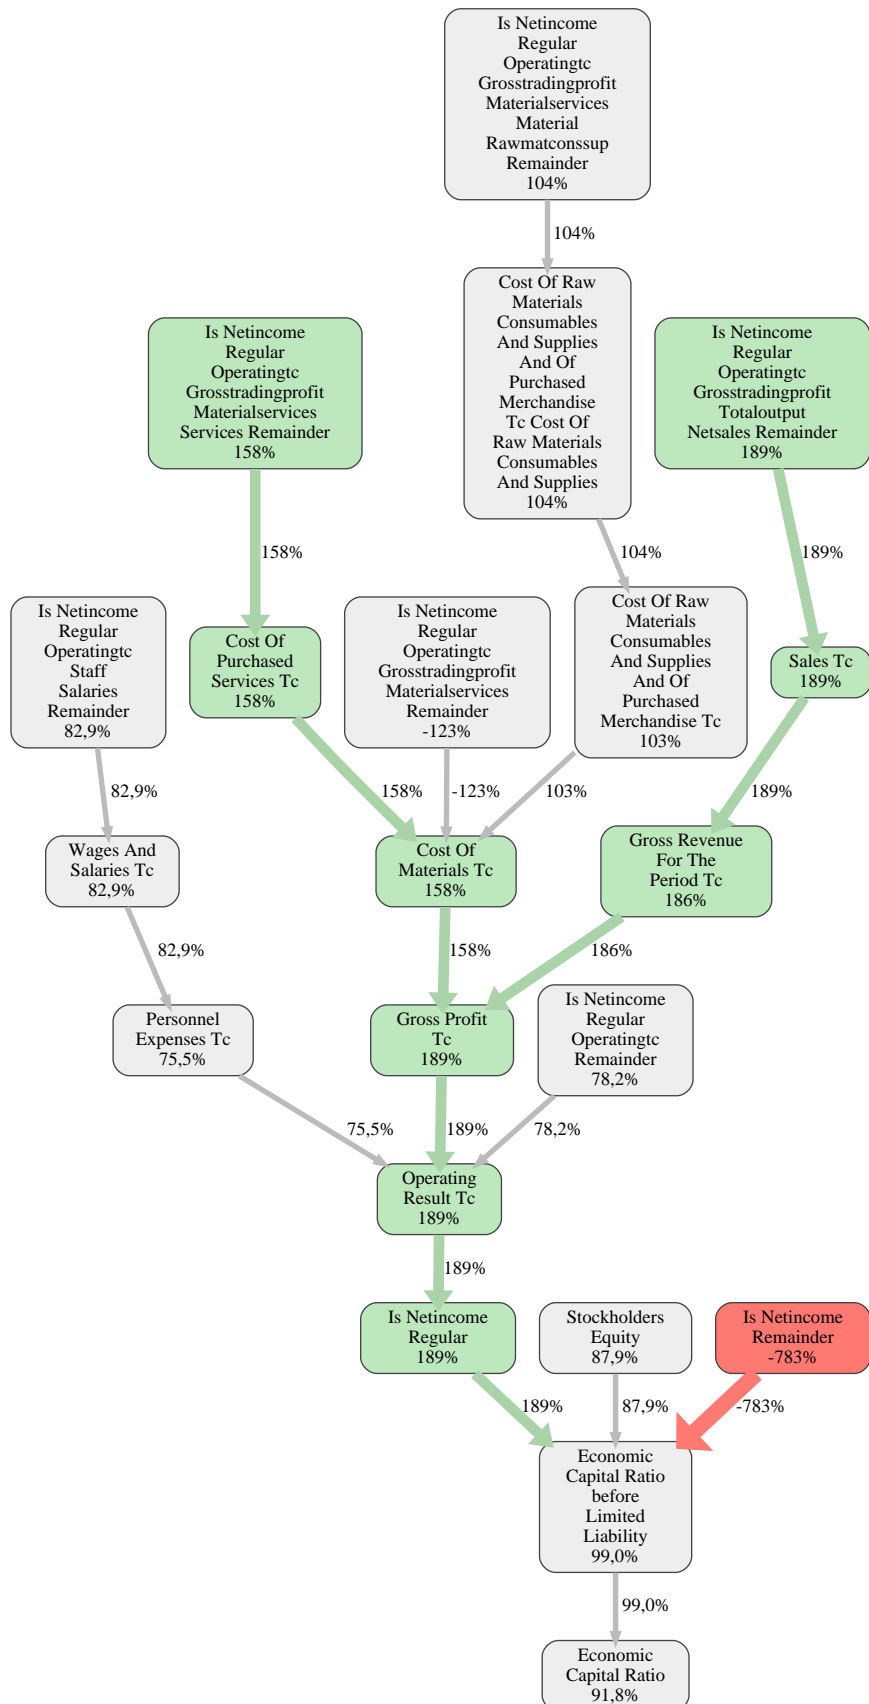 Is Netincome
Regular
Operatingtc
Grosstradingprofit
Materialservices
Material
Rawmatconssup
Remainder
104%
104%
Cost Of Raw
Materials
Consumables
And Supplies
And Of
Purchased
Merchandise
Tc Cost Of
Raw Materials
Consumables
And Supplies
104%
Is Netincome
Regular
Operatingtc
Grosstradingprofit
Materialservices
Services Remainder
158%
Is Netincome
Regular
Operatingtc
Grosstradingprofit
Totaloutput
Netsales Remainder
189%
158%
104%
189%
Is Netincome
Regular
Operatingtc
Staff
Salaries
Remainder
82,9%
Cost Of
Purchased
Services Tc
158%
Is Netincome
Regular
Operatingtc
Grosstradingprofit
Materialservices
Remainder
-123%
Cost Of Raw
Materials
Consumables
And Supplies
And Of
Purchased
Merchandise Tc
103%
Sales Tc
189%
82,9%
158%
-123%
103%
189%
Wages And
Salaries Tc
82,9%
Cost Of
Materials Tc
158%
Gross Revenue
For The
Period Tc
186%
82,9%
158%
186%
Personnel
Expenses Tc
75,5%
Gross Profit
Tc
189%
Is Netincome
Regular
Operatingtc
Remainder
78,2%
75,5%
189%
78,2%
Operating
Result Tc
189%
189%
Is Netincome
Regular
189%
Stockholders
Equity
87,9%
Is Netincome
Remainder
-783%
189%
87,9%
-783%
Economic
Capital Ratio
before
Limited
Liability
99,0%
99,0%
Economic
Capital Ratio
91,8%